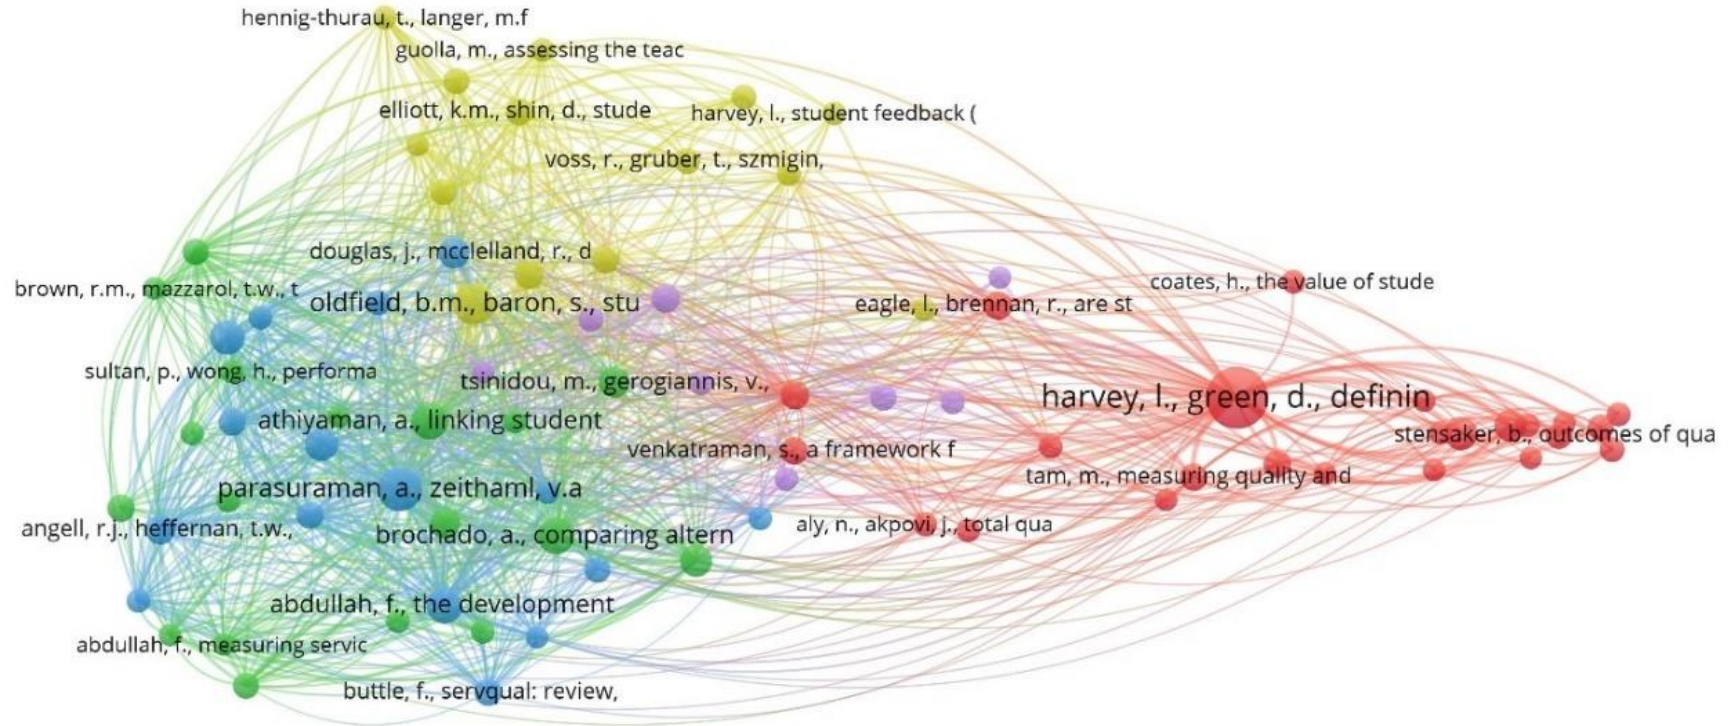 hennig-thurau, t., langer, m.f
guolla, m., assessing the teac
elliott, k.m., shin, d., stude
harvey, l., student feedback (
voss, r., gruber, t., szmigin,
douglas, j., mcclelland, r., d
brown, r.m., mazzarol, t.w., t
oldfield, b.m., baron, s., stu
eagle, l., brennan, r., are st
coates, h., the value of stude
sultan, p., wong, h., performa
tsinidou, m., gerogiannis, v.,
harvey, l., green, d., definin
athiyaman, a., linking student
stensaker, b., outcomes of qua
venkatraman, s., a framework f
tam, m., measuring quality and
parasuraman, a., zeithaml, v.a
angell, r.j., heffernan, t.w.,
brochado, a., comparing altern
aly, n., akpovi, j., total qua
abdullah, f., the development
abdullah, f., measuring servic
buttle, f., servqual: review,